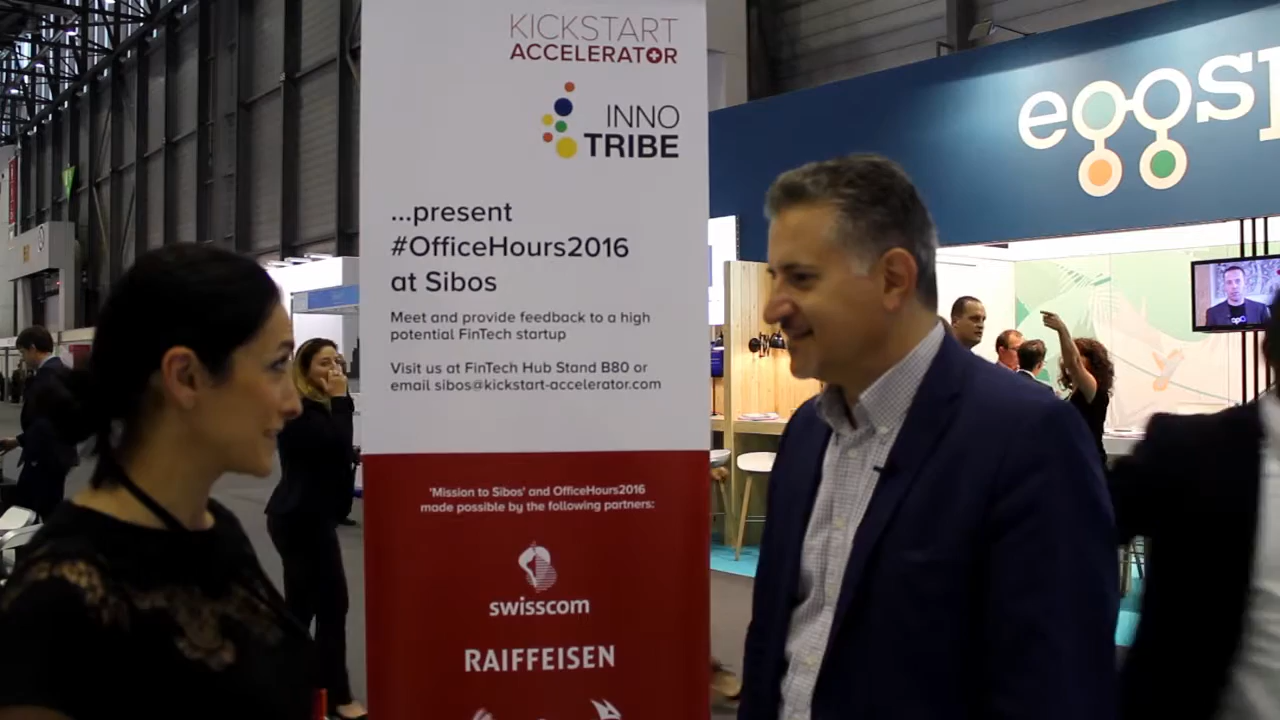 KICKSTART
ACCELERATOR
INNO
TRIBE
...present
#OfficeHours2016
at Sibos
Meet and provide feedback to a high
potential FinTech startup
Visit us at FinTech Hub Stand B80 or
email sibos@kickstart-accelerator.com
'Mission to Sibos' and OfficeHours2016
made possible by the following partners:
swisscom
RAIFFEISEN